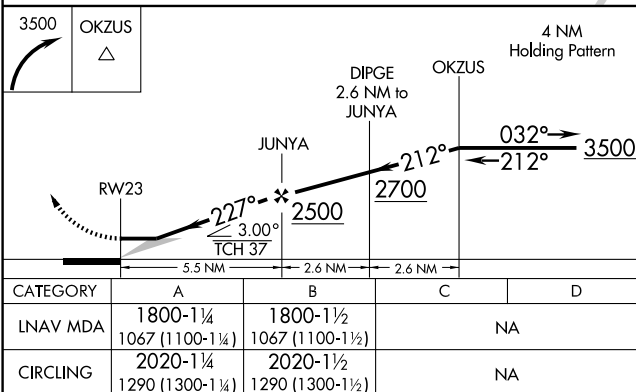 3500 OKZUS
4 NM
Holding Pattern
OKZUS
DIPGE
2.6 NM to
JUNYA
JUNYA
RW23
032°
212°
3500
212°
2700
2500
227°
3.00°
TCH 37
5.5 NM 2.6 NM 2.6 NM
CATEGORY A B C D
LNAV MDA 1800-1¼ 1800-1½ NA
1067 (1100-1¼) 1067 (1100-1½)
CIRCLING 2020-1¼ 2020-1½ NA
1290 (1300-1¼) 1290 (1300-1½)